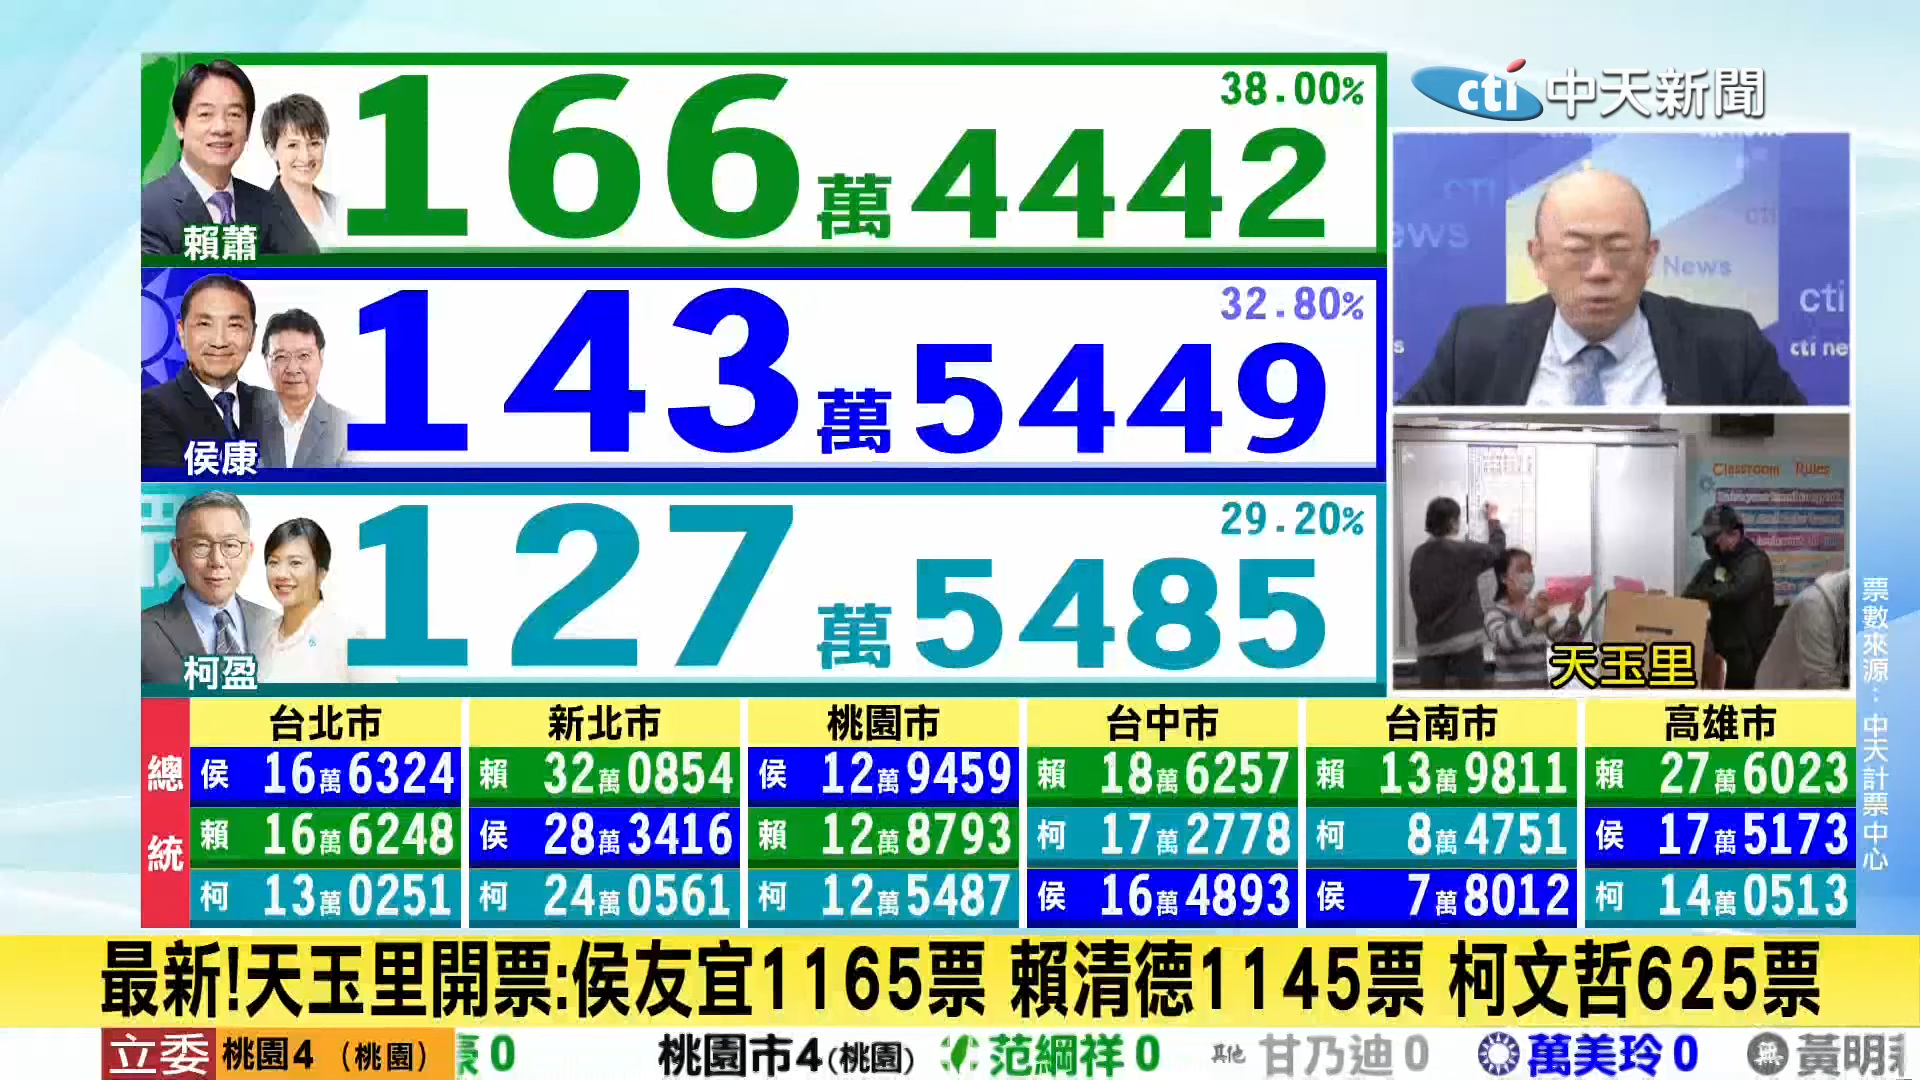 38.00%
166萬4442
賴蕭
32.80%
143萬5449
侯康
29.20%
127萬5485
柯盈
cti 中天新聞
cti
News
cti news
Classroom Rules
天玉里
票數來源：中天計票中心
總統
台北市
侯 16萬6324
賴 16萬6248
柯 13萬0251
新北市
賴 32萬0854
侯 28萬3416
柯 24萬0561
桃園市
侯 12萬9459
賴 12萬8793
柯 12萬5487
台中市
賴 18萬6257
柯 17萬2778
侯 16萬4893
台南市
賴 13萬9811
柯 8萬4751
侯 7萬8012
高雄市
賴 27萬6023
侯 17萬5173
柯 14萬0513
最新!天玉里開票:侯友宜1165票 賴清德1145票 柯文哲625票
立委 桃園4 (桃園) 豪 0 桃園市4(桃園) 范綱祥 0 其他 甘乃迪 0 萬美玲 0 無 黃明